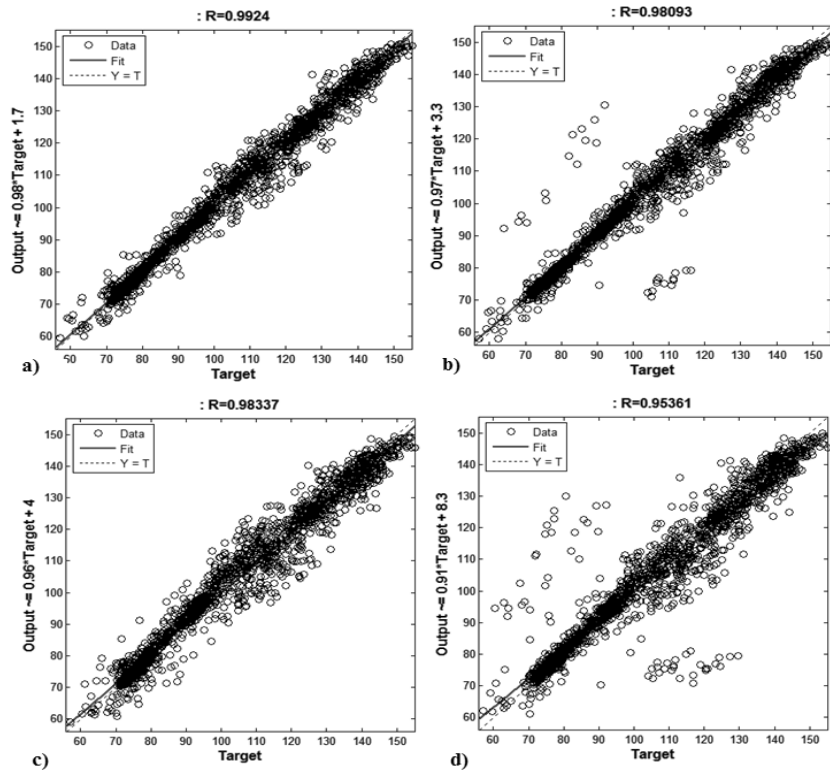 : R=0.9924
Data
Fit
Y = T
Output ~= 0.98*Target + 1.7
150
140
130
120
110
100
90
80
70
60
60 70 80 90 100 110 120 130 140 150
Target
a)
: R=0.98093
Data
Fit
Y = T
Output ~= 0.97*Target + 3.3
150
140
130
120
110
100
90
80
70
60
60 70 80 90 100 110 120 130 140 150
Target
b)
: R=0.98337
Data
Fit
Y = T
Output ~= 0.96*Target + 4
150
140
130
120
110
100
90
80
70
60
60 70 80 90 100 110 120 130 140 150
Target
c)
: R=0.95361
Data
Fit
Y = T
Output ~= 0.91*Target + 8.3
150
140
130
120
110
100
90
80
70
60
60 70 80 90 100 110 120 130 140 150
Target
d)